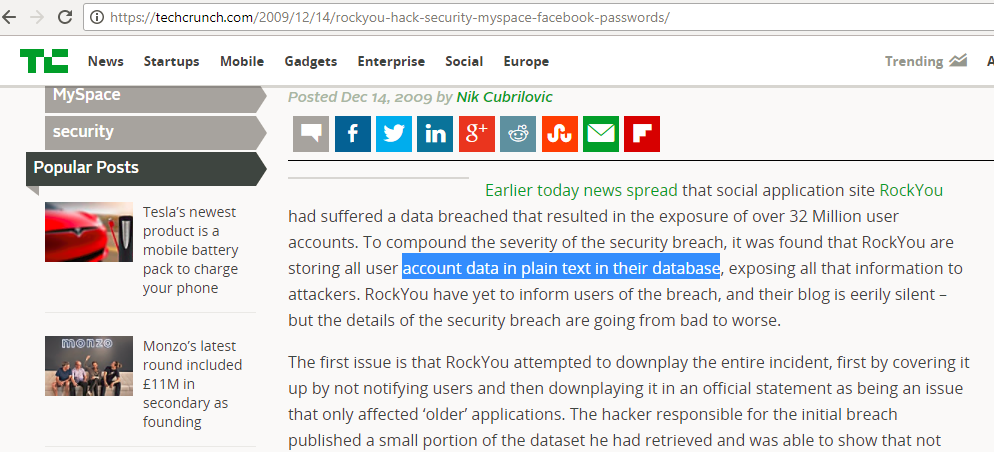 https://techcrunch.com/2009/12/14/rockyou-hack-security-myspace-facebook-passwords/
TC News Startups Mobile Gadgets Enterprise Social Europe Trending A
MySpace
security
Popular Posts
Tesla's newest
product is a
mobile battery
pack to charge
your phone
monzo
Monzo's latest
round included
£11M in
secondary as
founding
Posted Dec 14, 2009 by Nik Cubrilovic
f in g+
Earlier today news spread that social application site RockYou
had suffered a data breached that resulted in the exposure of over 32 Million user
accounts. To compound the severity of the security breach, it was found that RockYou are
storing all user account data in plain text in their database, exposing all that information to
attackers. RockYou have yet to inform users of the breach, and their blog is eerily silent –
but the details of the security breach are going from bad to worse.
The first issue is that RockYou attempted to downplay the entire incident, first by covering it
up by not notifying users and then downplaying it in an official statement as being an issue
that only affected ‘older’ applications. The hacker responsible for the initial breach
published a small portion of the dataset he had retrieved and was able to show that not